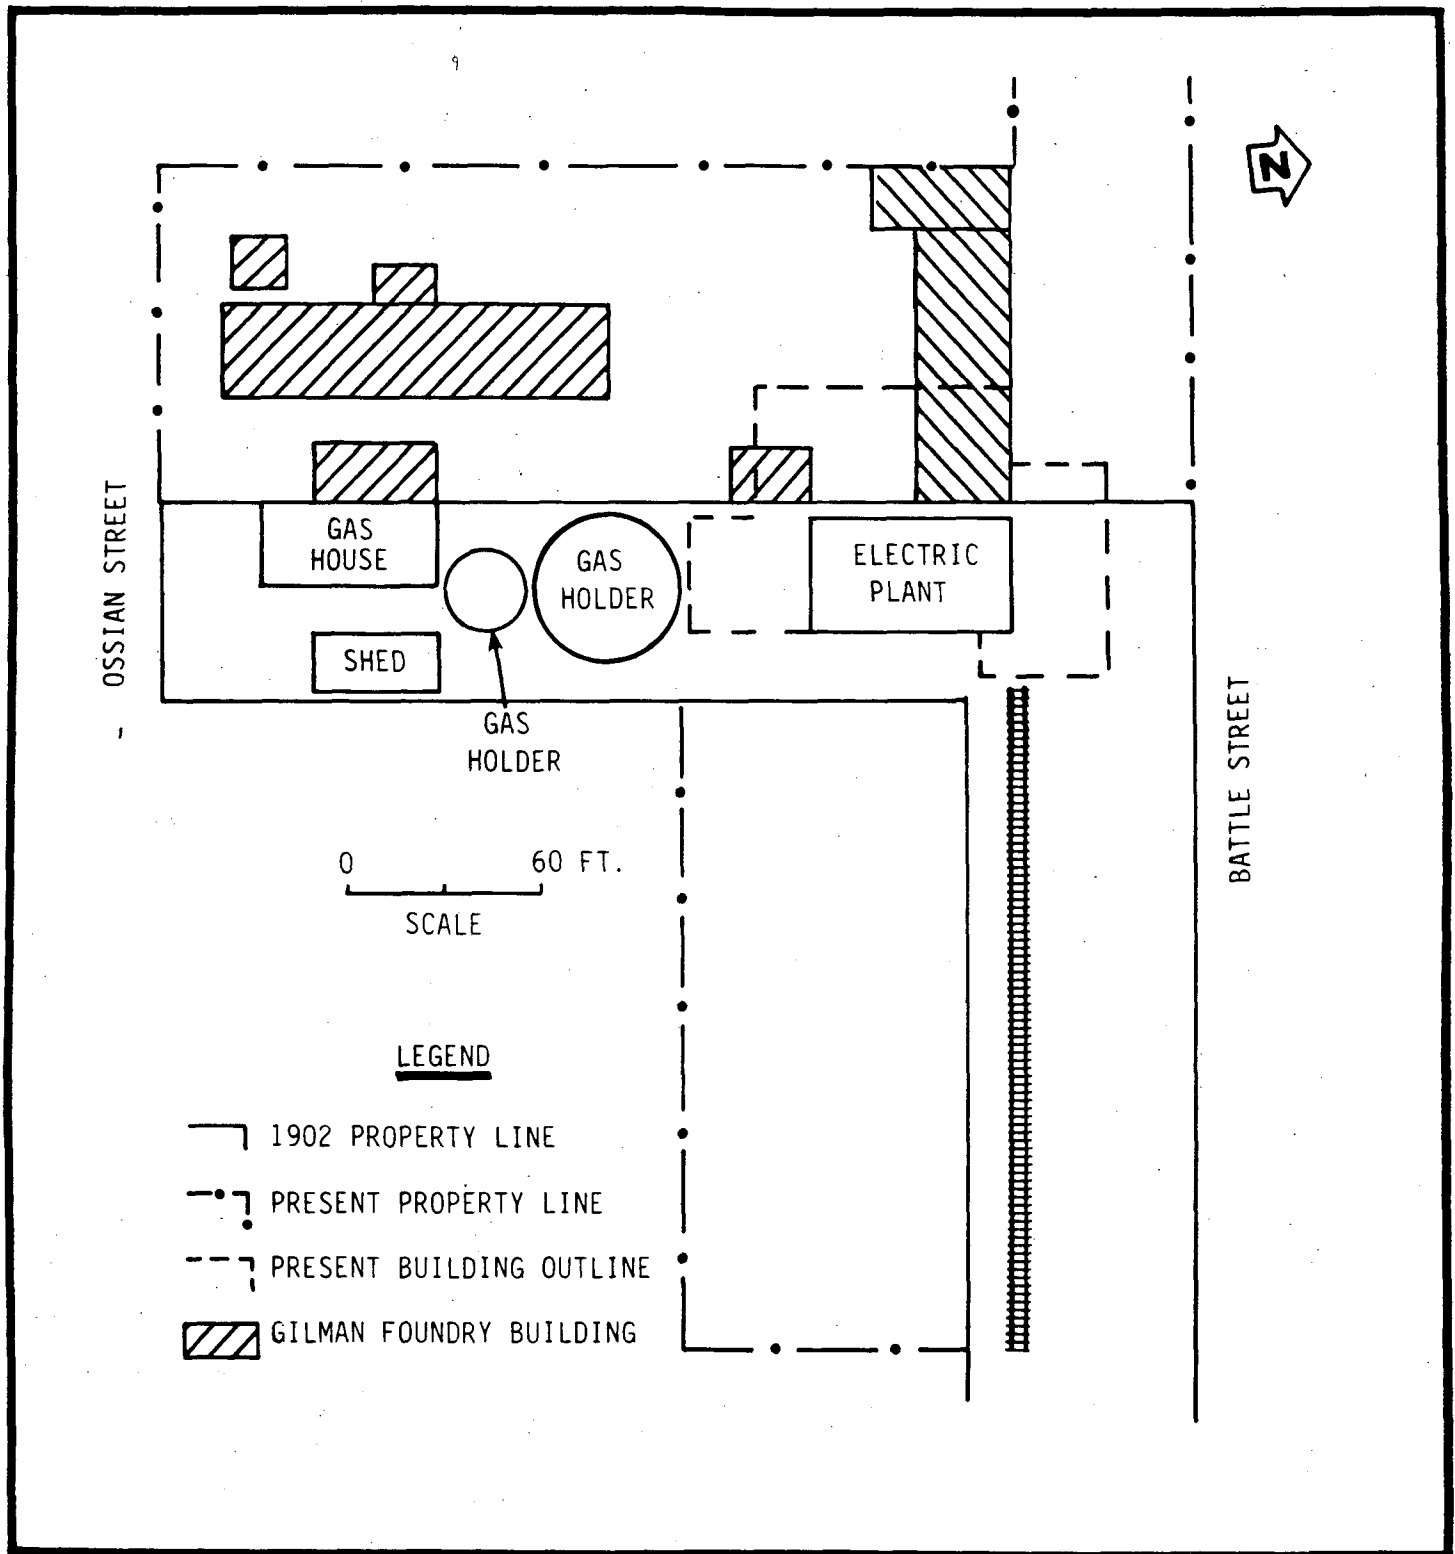 N
GAS
HOUSE
GAS
HOLDER
ELECTRIC
PLANT
OSSIAN STREET
SHED
GAS
HOLDER
BATTLE STREET
0 60 FT.
SCALE
LEGEND
1902 PROPERTY LINE
PRESENT PROPERTY LINE
PRESENT BUILDING OUTLINE
GILMAN FOUNDRY BUILDING